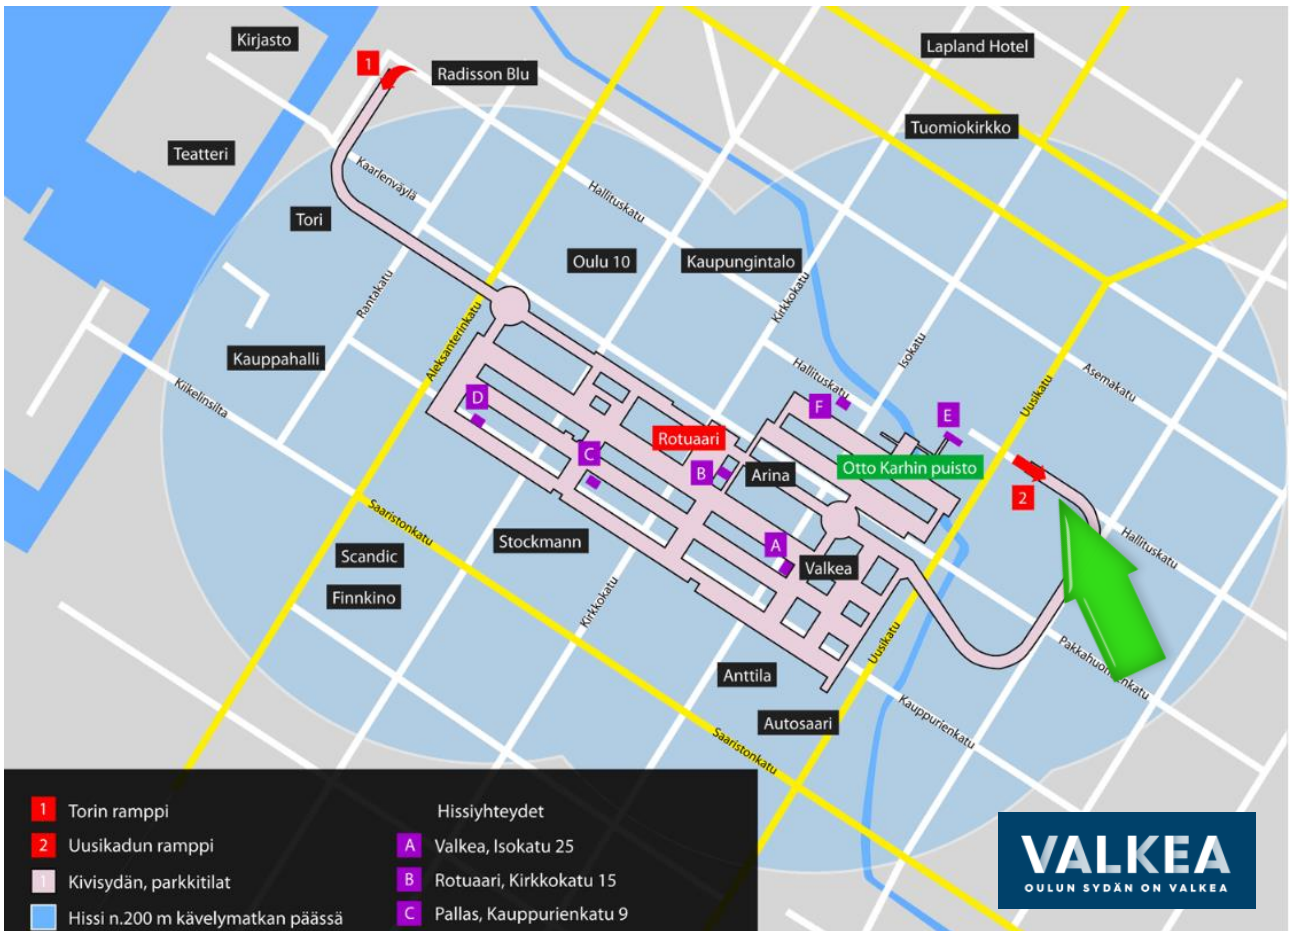 Kirjasto
Lapland Hotel
1
Radisson Blu
Tuomiokirkko
Teatteri
Kaarlenväylä
Hallituskatu
Tori
Oulu 10
Kaupungintalo
Rantakatu
Kirkkokatu
Aleksanterinkatu
Isokatu
Kauppahalli
Hallituskatu
Uusikatu
Asemakatu
Kiikelinsilta
D
F
E
Rotuaari
C
B
Arina
Otto Karhin puisto
2
Saaristonkatu
Stockmann
Hallituskatu
Scandic
A
Valkea
Finnkino
Kirkkokatu
Uusikatu
Anttila
Kauppurienkatu
Autosaari
Saaristonkatu
1 Torin ramppi
2 Uusikadun ramppi
1 Kivisydän, parkkitilat
Hissi n.200 m kävelymatkan päässä
Hissiyhteydet
A Valkea, Isokatu 25
B Rotuaari, Kirkkokatu 15
C Pallas, Kauppurienkatu 9
VALKEA
OULUN SYDÄN ON VALKEA